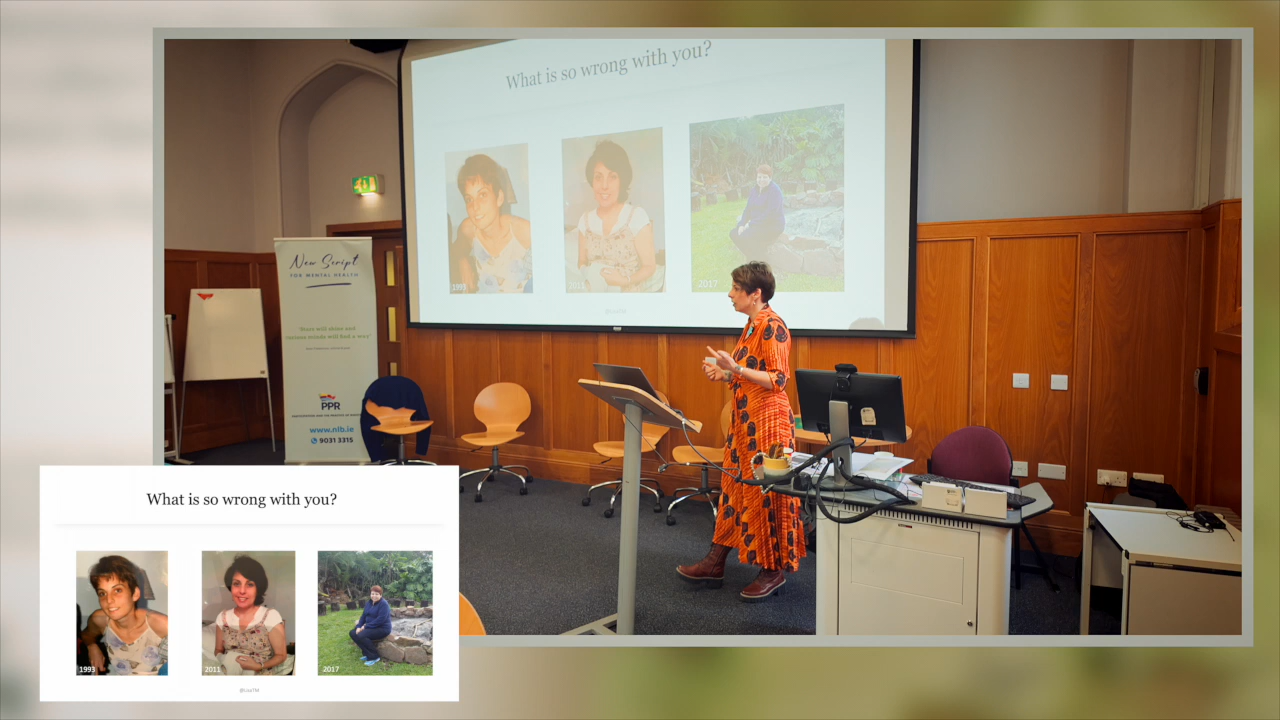 What is so wrong with you?
1993
2011
2017
New Script
FOR MENTAL HEALTH
PPR
www.nlb.ie
9031 3315
What is so wrong with you?
1993
2011
2017